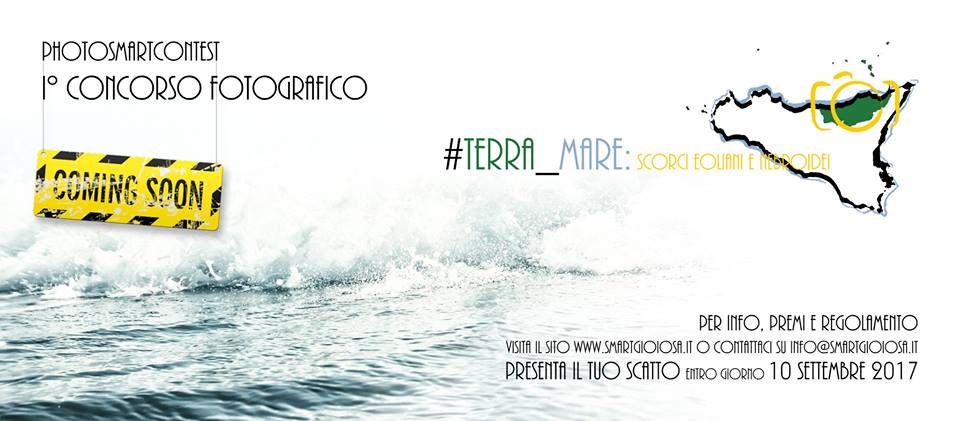 PHOTOSMARTCONTEST
1° CONCORSO FOTOGRAFICO
COMING SOON
#TERRA_MARE: SCORCI EOLIANI E NEBROIDEI
PER INFO, PREMI E REGOLAMENTO
VISITA IL SITO WWW.SMARTGIOIOSA.IT O CONTATTACI SU INFO@SMARTGIOIOSA.IT
PRESENTA IL TUO SCATTO ENTRO GIORNO 10 SETTEMBRE 2017